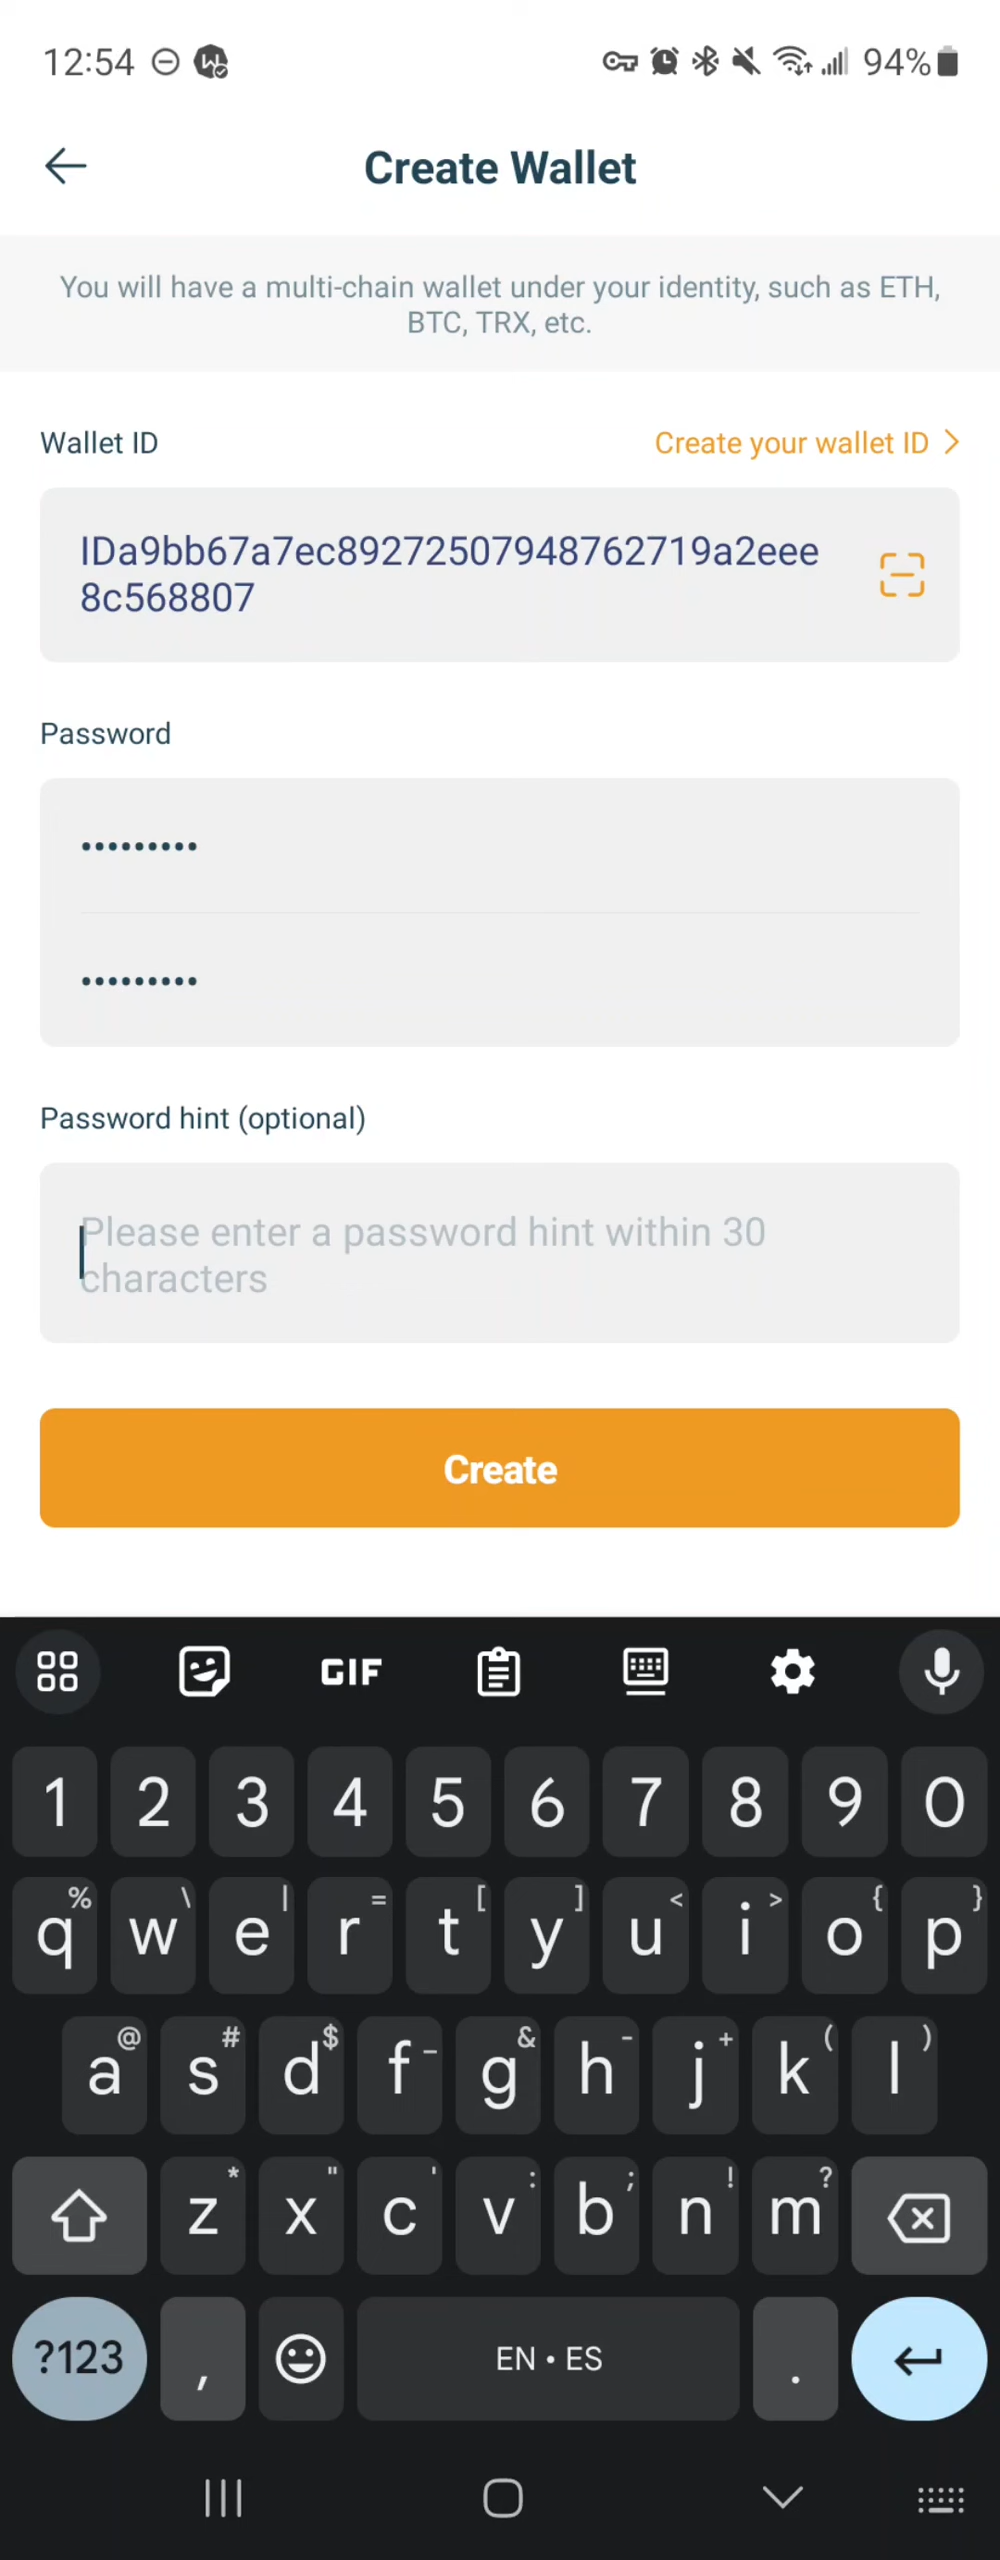 12:54
94%
Create Wallet
You will have a multi-chain wallet under your identity, such as ETH,
BTC, TRX, etc.
Wallet ID
Create your wallet ID
IDa9bb67a7ec89272507948762719a2eee
8c568807
Password
•••••••••
•••••••••
Password hint (optional)
Please enter a password hint within 30
characters
Create
GIF
1 2 3 4 5 6 7 8 9 0
% \ | = [ ] < > { }
q w e r t y u i o p
@ # $ _ & - + ( )
a s d f g h j k l
* " ' : ; ! ?
z x c v b n m
?123 , EN • ES .